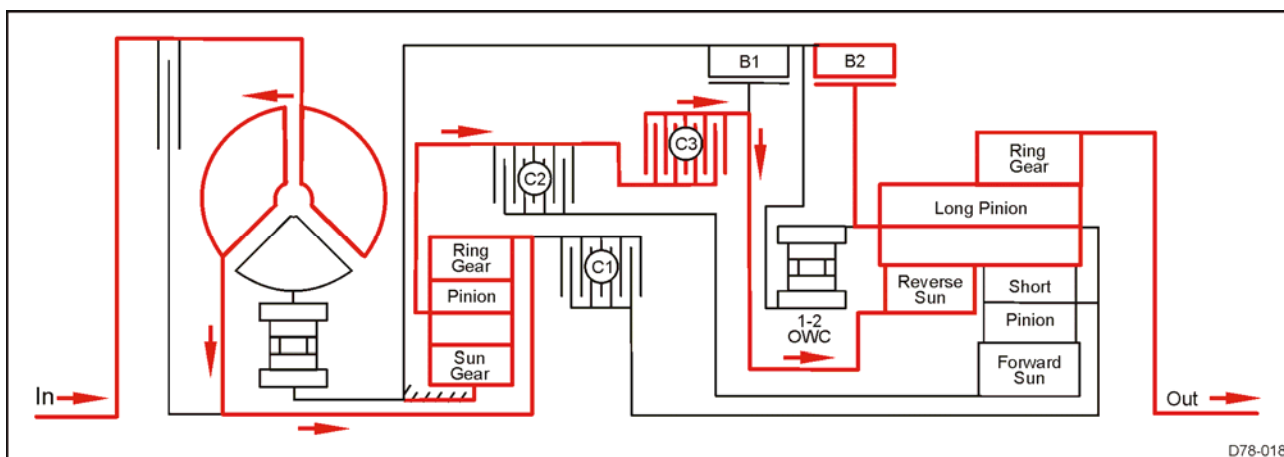 B1
B2
C3
C2
Ring
Gear
Long Pinion
Ring
Gear
C1
Pinion
Reverse
Sun
Short
Pinion
1-2
OWC
Sun
Gear
Forward
Sun
In
Out
D78-018